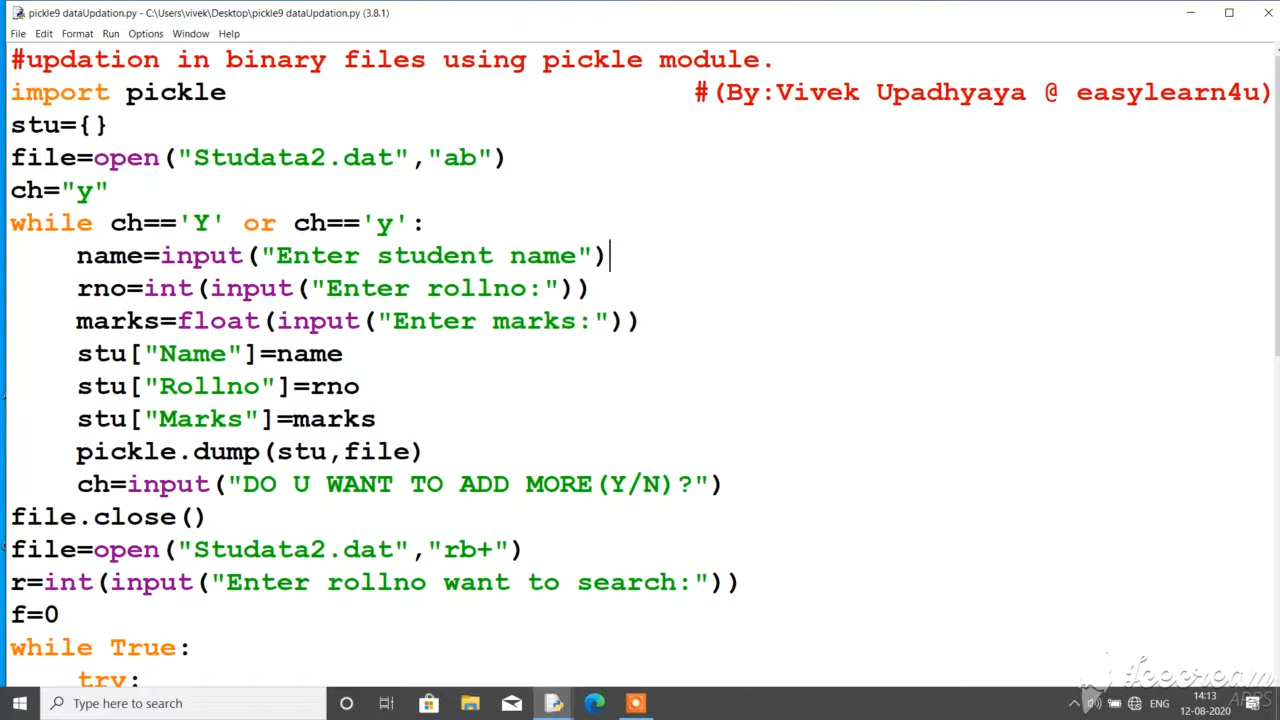 pickle9 dataUpdation.py - C:\Users\vivek\Desktop\pickle9 dataUpdation.py (3.8.1)
File Edit Format Run Options Window Help
#updation in binary files using pickle module.
import pickle #(By:Vivek Upadhyaya @ easylearn4u)
stu={}
file=open("Studata2.dat","ab")
ch="y"
while ch=='Y' or ch=='y':
    name=input("Enter student name")
    rno=int(input("Enter rollno:"))
    marks=float(input("Enter marks:"))
    stu["Name"]=name
    stu["Rollno"]=rno
    stu["Marks"]=marks
    pickle.dump(stu,file)
    ch=input("DO U WANT TO ADD MORE(Y/N)?")
file.close()
file=open("Studata2.dat","rb+")
r=int(input("Enter rollno want to search:"))
f=0
while True:
    try:
icecream
APPS
Type here to search
ENG
14:13
12-08-2020